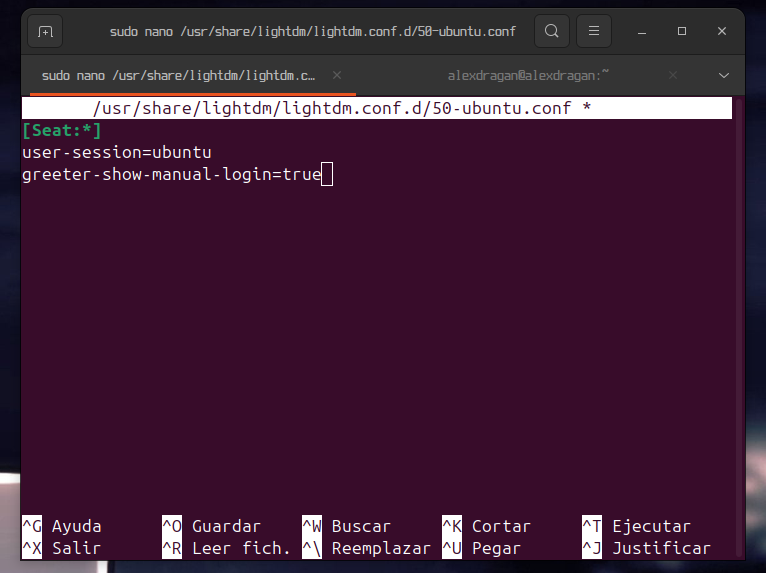 sudo nano /usr/share/lightdm/lightdm.conf.d/50-ubuntu.conf
sudo nano /usr/share/lightdm/lightdm.c…
alexdragan@alexdragan:~
/usr/share/lightdm/lightdm.conf.d/50-ubuntu.conf *
[Seat:*]
user-session=ubuntu
greeter-show-manual-login=true
^G Ayuda ^O Guardar ^W Buscar ^K Cortar ^T Ejecutar
^X Salir ^R Leer fich. ^\ Reemplazar ^U Pegar ^J Justificar